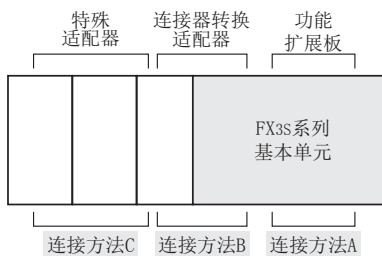 特殊
适配器
连接器转换
适配器
功能
扩展板
FX3S系列
基本单元
连接方法C
连接方法B
连接方法A